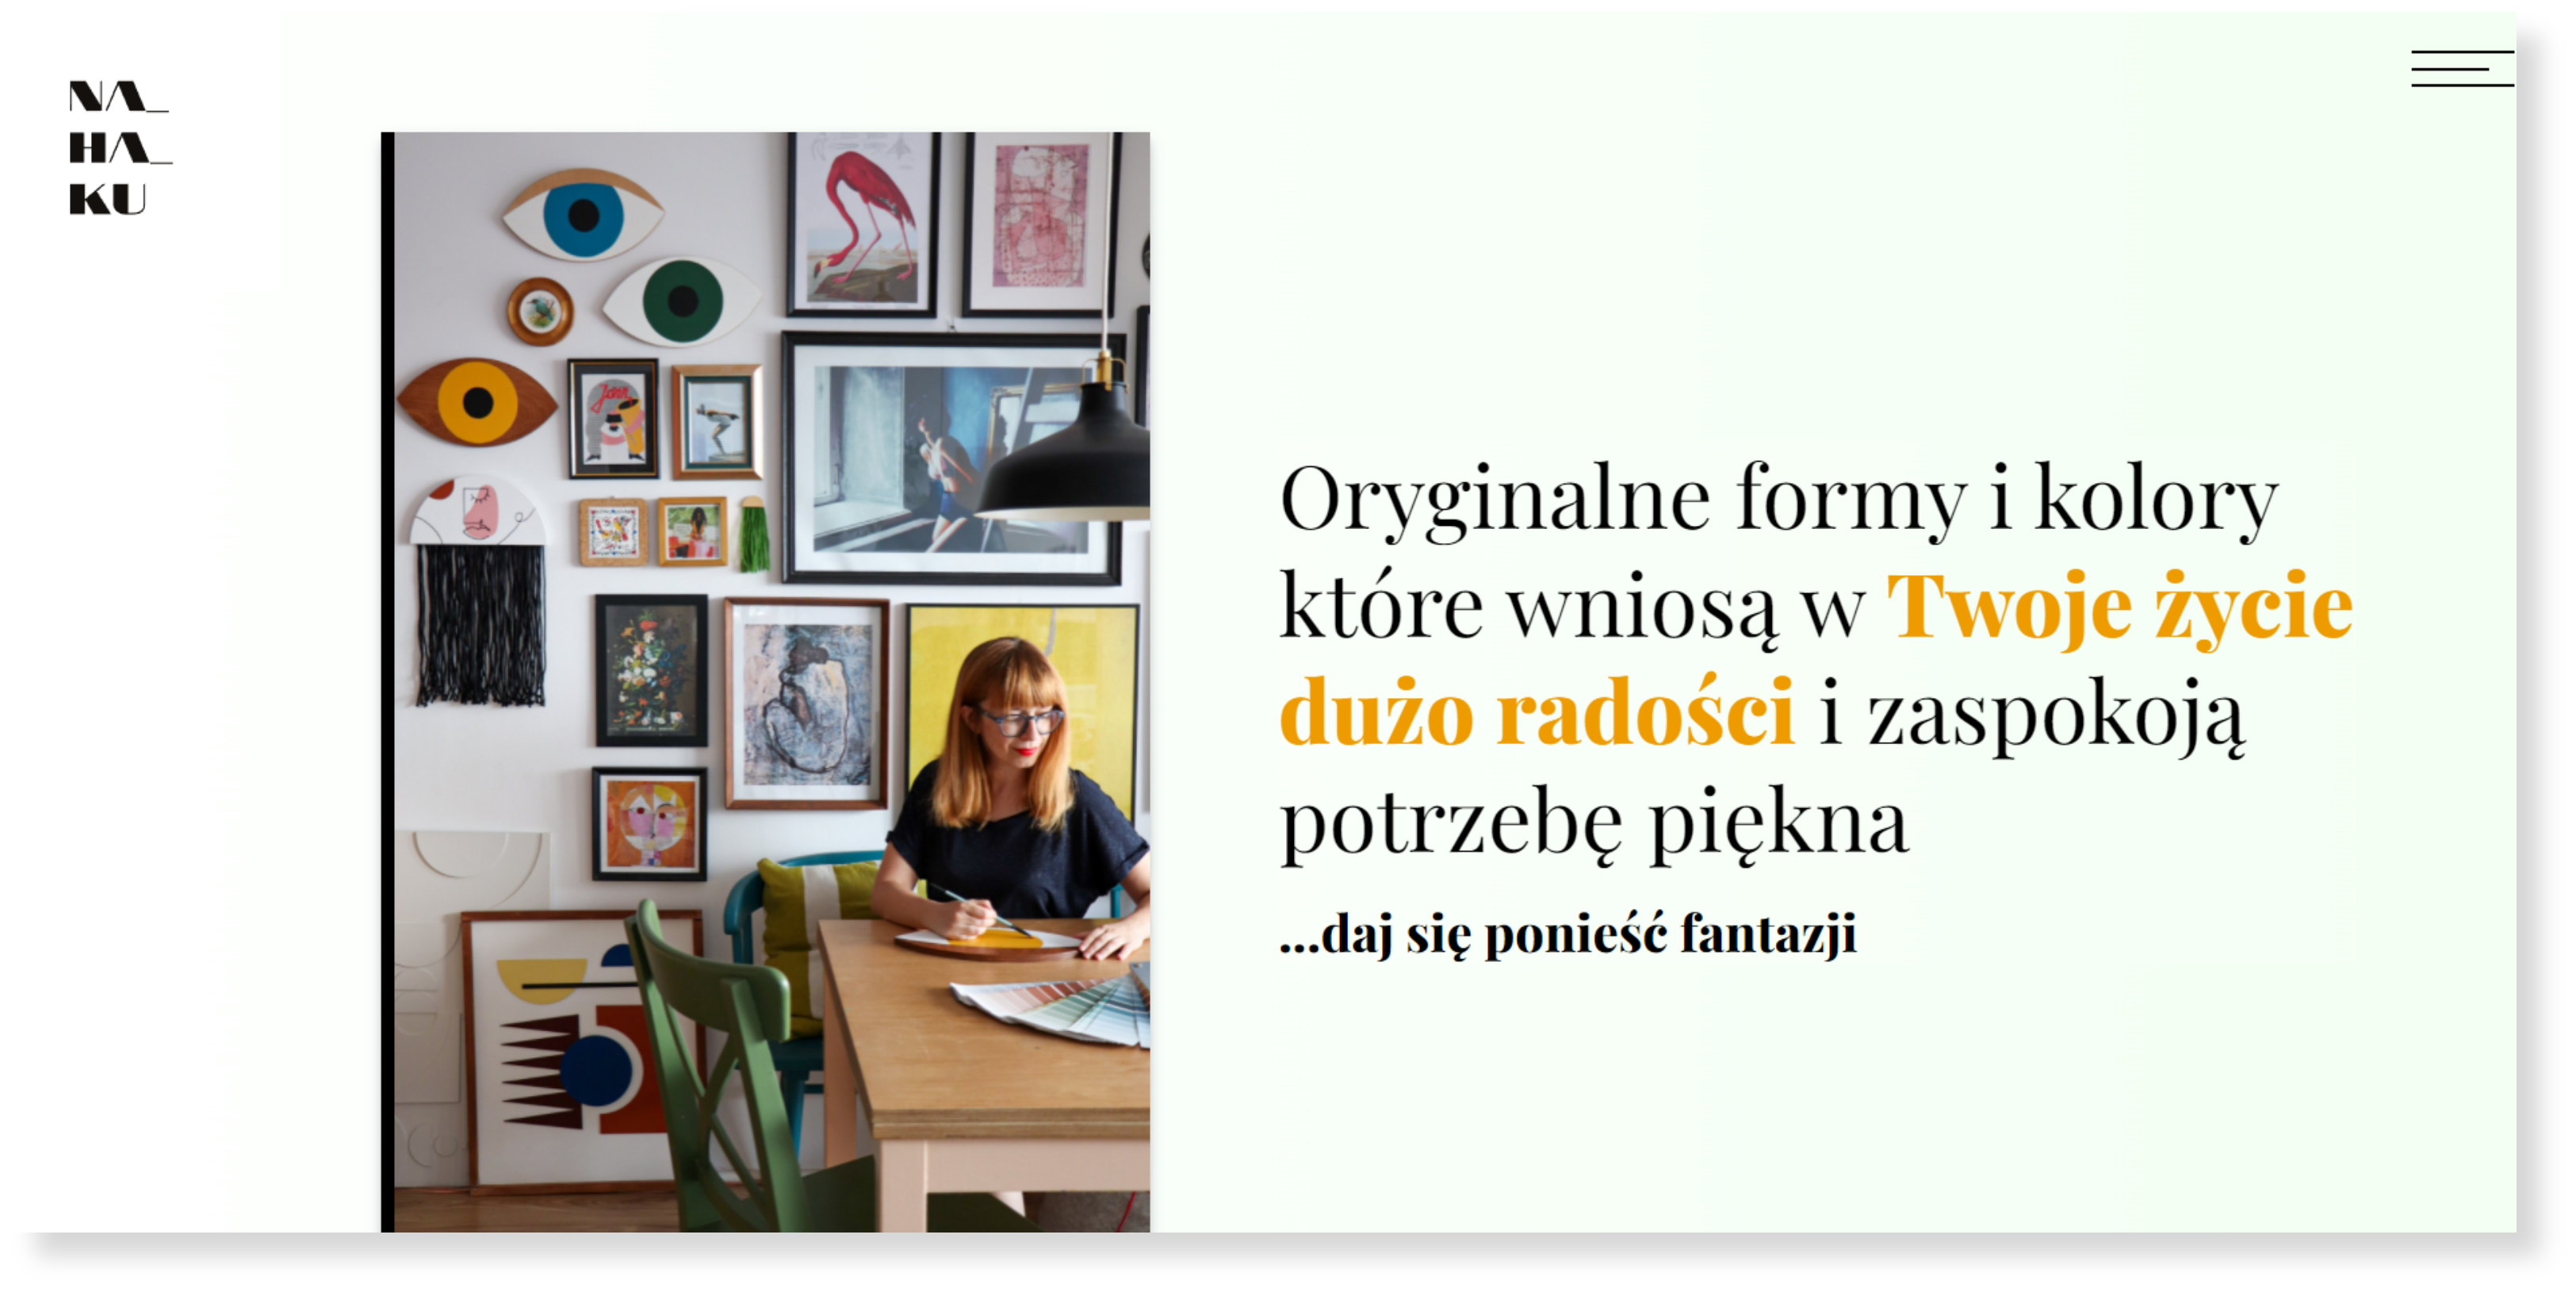 NA_
HA_
KU
Oryginalne formy i kolory
które wniosą w Twoje życie
dużo radości i zaspokoją
potrzebę piękna
...daj się ponieść fantazji